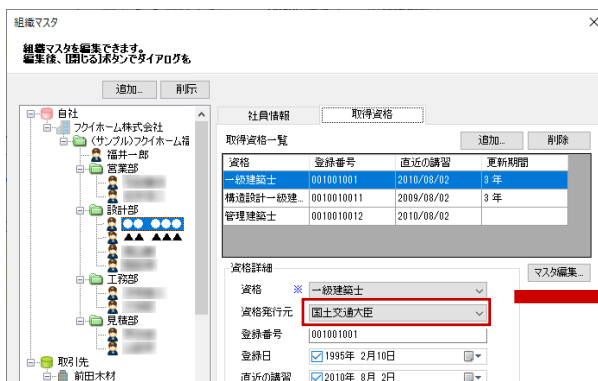 組織マスタ
組織マスタを編集できます。
編集後、[閉じる]ボタンでダイアログを
追加... 削除
自社
フクイホーム株式会社
(サンプル)フクイホーム福
福井一郎
営業部
設計部
●● ●●●
▲▲ ▲▲▲
工務部
見積部
取引先
前田木材
社員情報 取得資格
取得資格一覧 追加... 削除
資格 登録番号 直近の講習 更新期間
一級建築士 001001001 2010/08/02 3 年
構造設計一級建... 0010010011 2009/08/02 3 年
管理建築士 0010010012 2010/08/02
資格詳細 マスタ編集...
資格 ※ 一級建築士
資格発行元 国土交通大臣
登録番号 001001001
登録日 1995年 2月10日
直近の講習 2010年 8月 2日